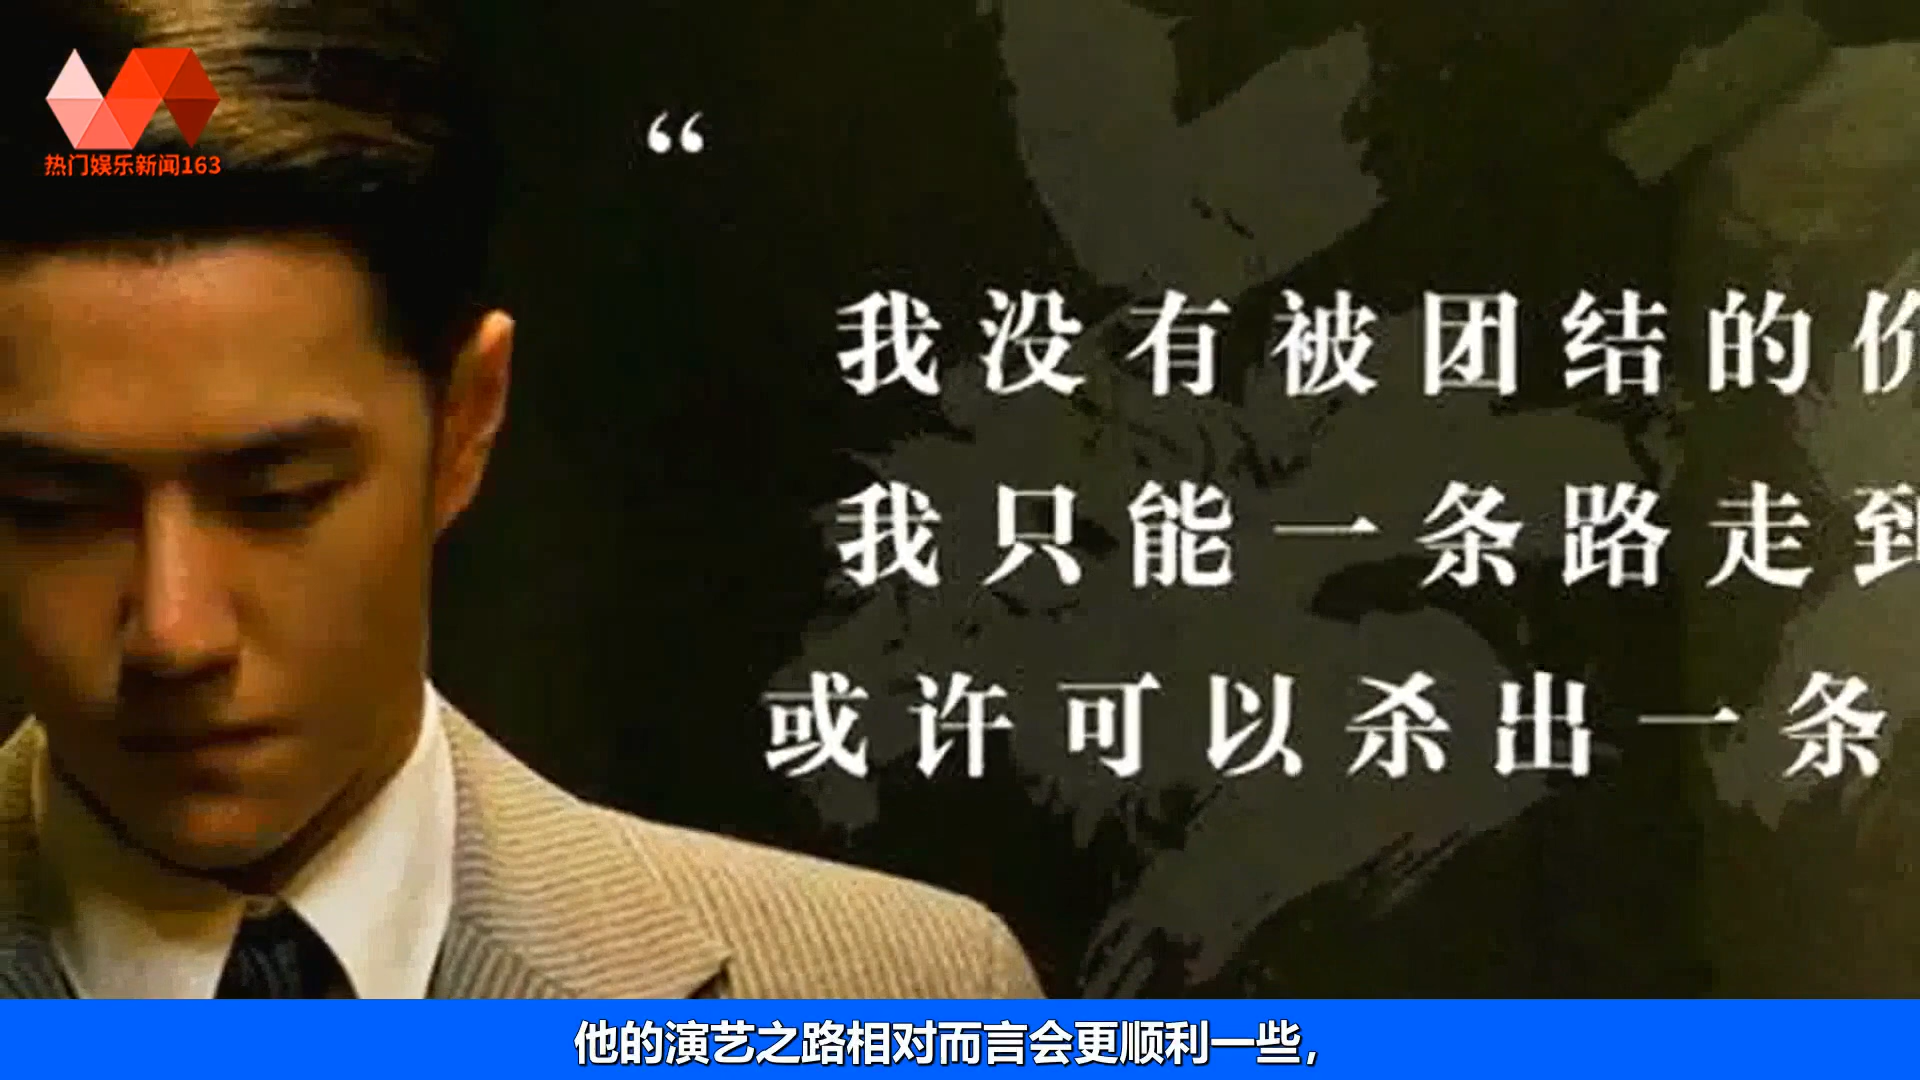 热门娱乐新闻163
“
我没有被团结的
我只能一条路走到
或许可以杀出一条
他的演艺之路相对而言会更顺利一些，